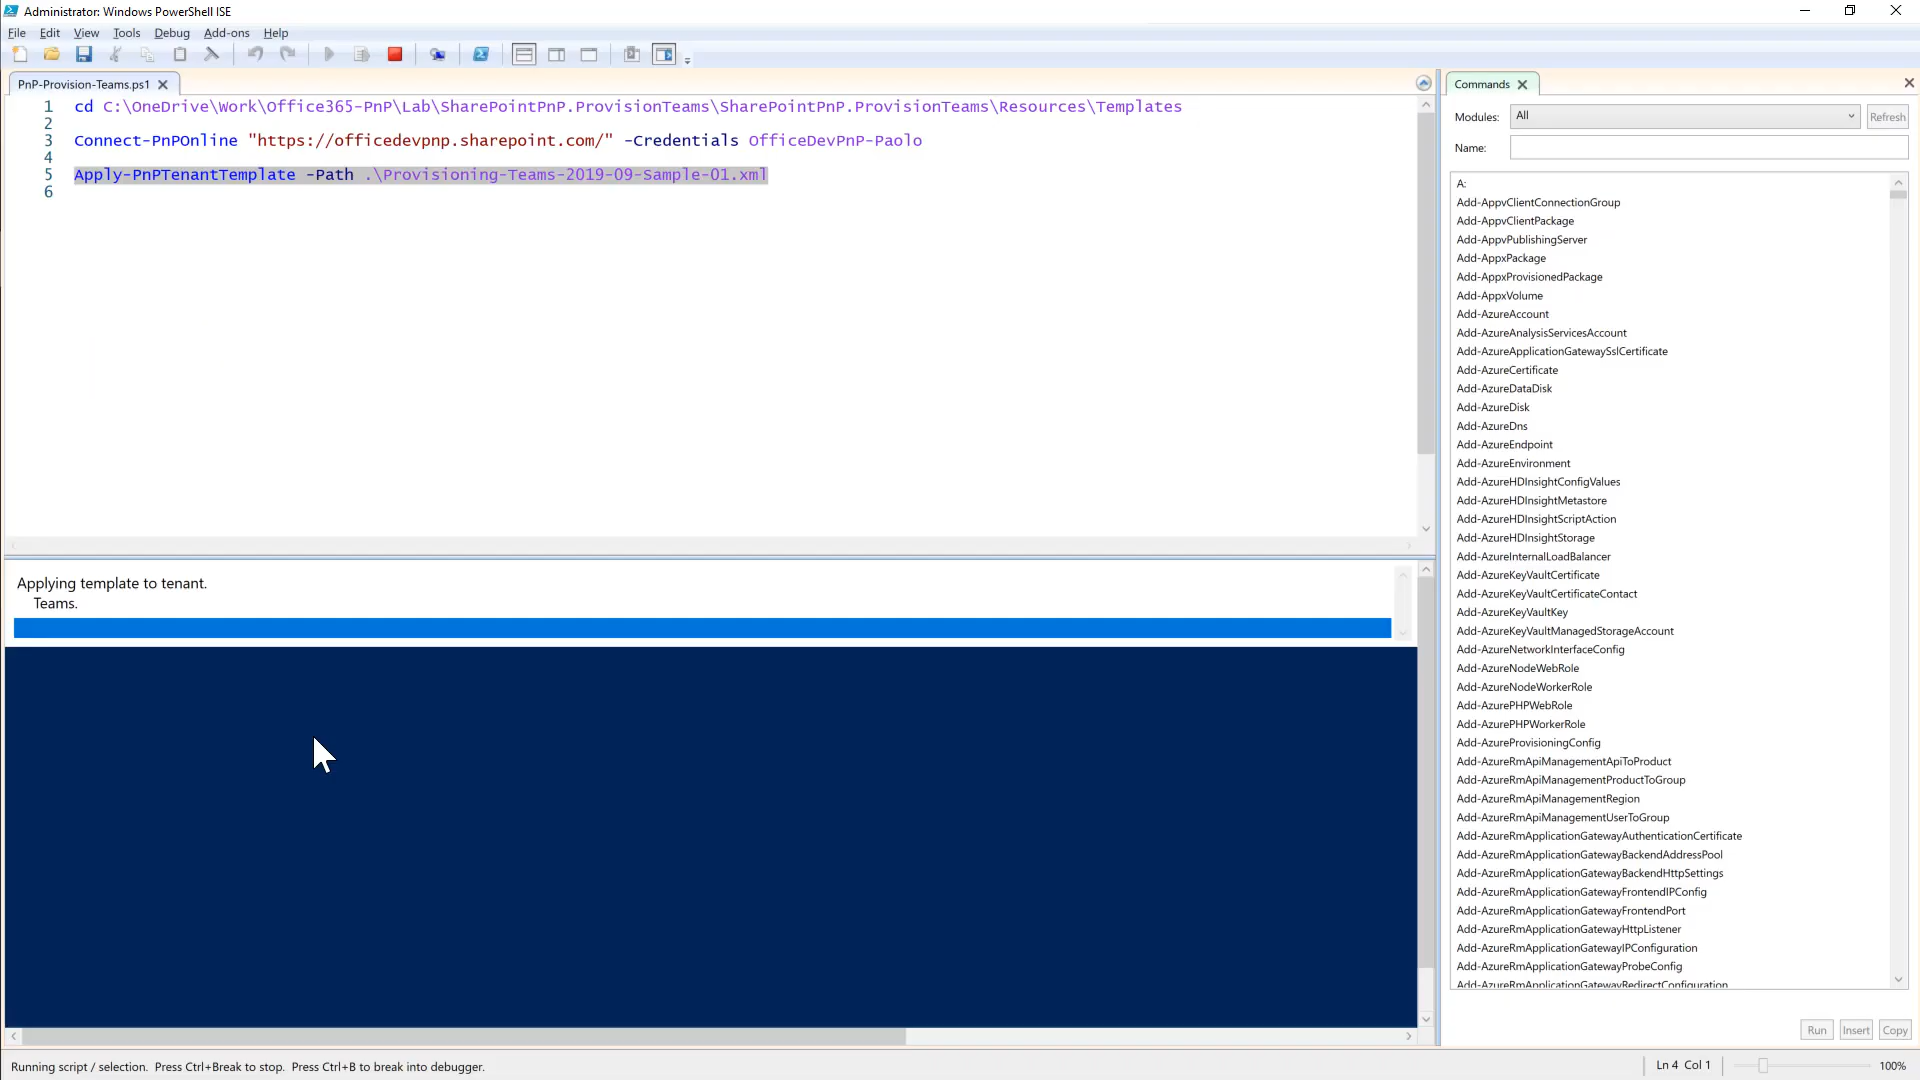 Administrator: Windows PowerShell ISE
File Edit View Tools Debug Add-ons Help
PnP-Provision-Teams.ps1
1 cd C:\OneDrive\Work\Office365-PnP\Lab\SharePointPnP.ProvisionTeams\SharePointPnP.ProvisionTeams\Resources\Templates
2
3 Connect-PnPOnline "https://officedevpnp.sharepoint.com/" -Credentials OfficeDevPnP-Paolo
4
5 Apply-PnPTenantTemplate -Path .\Provisioning-Teams-2019-09-Sample-01.xml
6
Applying template to tenant.
Teams.
Running script / selection. Press Ctrl+Break to stop. Press Ctrl+B to break into debugger.
Ln 4 Col 1
100%
Commands
Modules: All Refresh
Name:
A:
Add-AppvClientConnectionGroup
Add-AppvClientPackage
Add-AppvPublishingServer
Add-AppxPackage
Add-AppxProvisionedPackage
Add-AppxVolume
Add-AzureAccount
Add-AzureAnalysisServicesAccount
Add-AzureApplicationGatewaySslCertificate
Add-AzureCertificate
Add-AzureDataDisk
Add-AzureDisk
Add-AzureDns
Add-AzureEndpoint
Add-AzureEnvironment
Add-AzureHDInsightConfigValues
Add-AzureHDInsightMetastore
Add-AzureHDInsightScriptAction
Add-AzureHDInsightStorage
Add-AzureInternalLoadBalancer
Add-AzureKeyVaultCertificate
Add-AzureKeyVaultCertificateContact
Add-AzureKeyVaultKey
Add-AzureKeyVaultManagedStorageAccount
Add-AzureNetworkInterfaceConfig
Add-AzureNodeWebRole
Add-AzureNodeWorkerRole
Add-AzurePHPWebRole
Add-AzurePHPWorkerRole
Add-AzureProvisioningConfig
Add-AzureRmApiManagementApiToProduct
Add-AzureRmApiManagementProductToGroup
Add-AzureRmApiManagementRegion
Add-AzureRmApiManagementUserToGroup
Add-AzureRmApplicationGatewayAuthenticationCertificate
Add-AzureRmApplicationGatewayBackendAddressPool
Add-AzureRmApplicationGatewayBackendHttpSettings
Add-AzureRmApplicationGatewayFrontendIPConfig
Add-AzureRmApplicationGatewayFrontendPort
Add-AzureRmApplicationGatewayHttpListener
Add-AzureRmApplicationGatewayIPConfiguration
Add-AzureRmApplicationGatewayProbeConfig
Add-AzureRmApplicationGatewayRedirectConfiguration
Run Insert Copy